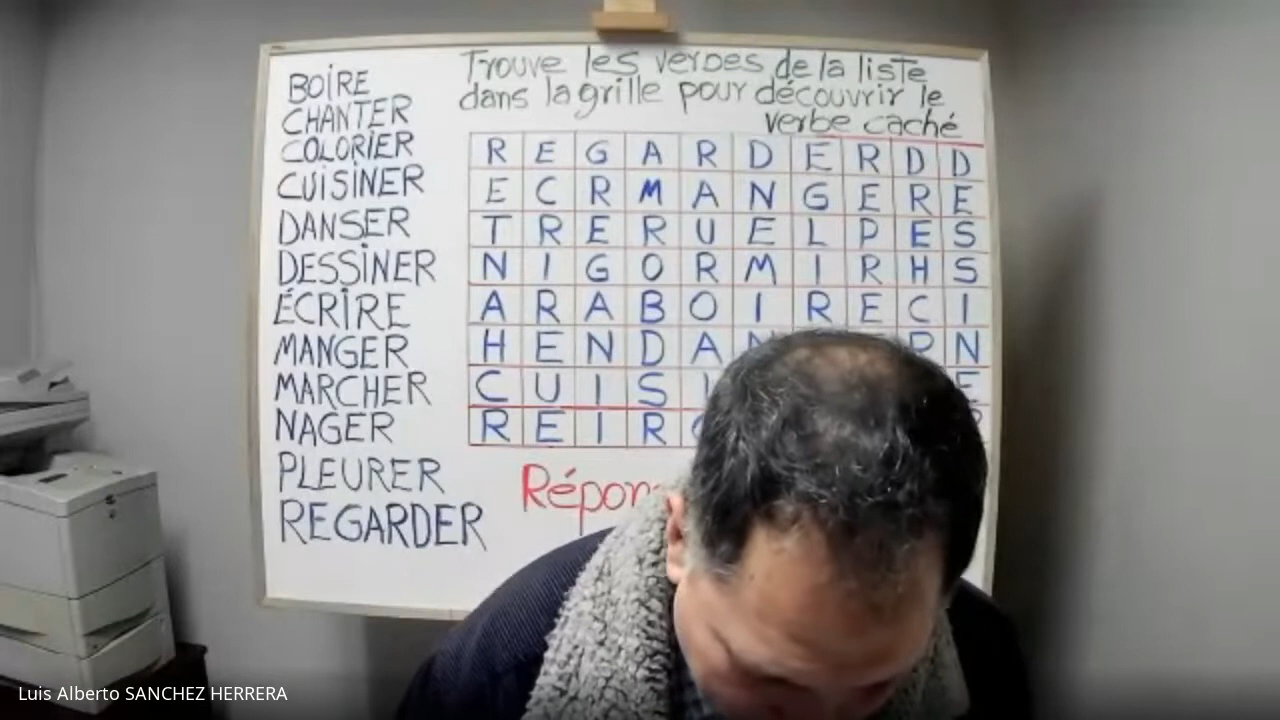 Trouve les verbes de la liste
dans la grille pour découvrir le
verbe caché
BOIRE
CHANTER
COLORIER
CUISINER
DANSER
DESSINER
ÉCRIRE
MANGER
MARCHER
NAGER
PLEURER
REGARDER
R E G A R D E R D D
E C R M A N G E R E
T R E R U E L P E S
N I G O R M I R H S
A R A B O I R E C I
H E N D A N R N
C U I S E
R E I R
Luis Alberto SANCHEZ HERRERA